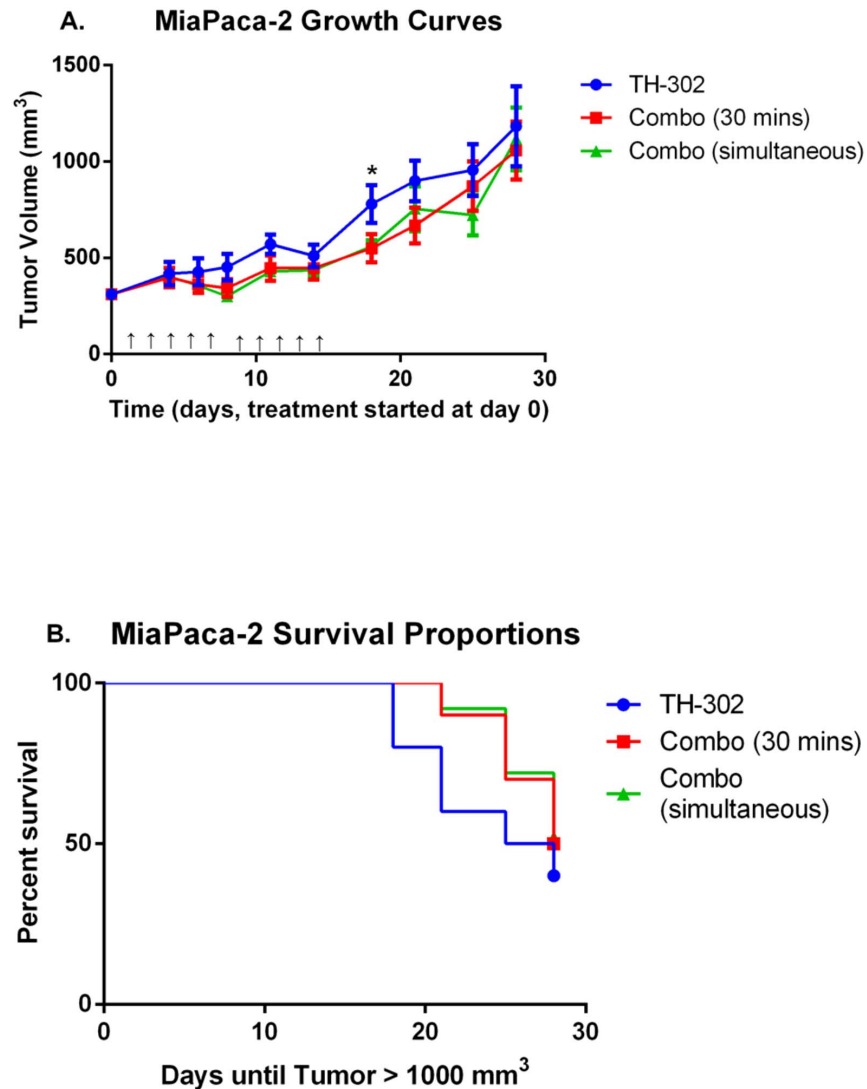 A. MiaPaca-2 Growth Curves
Tumor Volume (mm³)
1500
1000
500
0
*
↑ ↑ ↑ ↑ ↑ ↑ ↑ ↑ ↑ ↑
0 10 20 30
Time (days, treatment started at day 0)
TH-302
Combo (30 mins)
Combo (simultaneous)
B. MiaPaca-2 Survival Proportions
Percent survival
100
50
0
0 10 20 30
Days until Tumor > 1000 mm³
TH-302
Combo (30 mins)
Combo
(simultaneous)